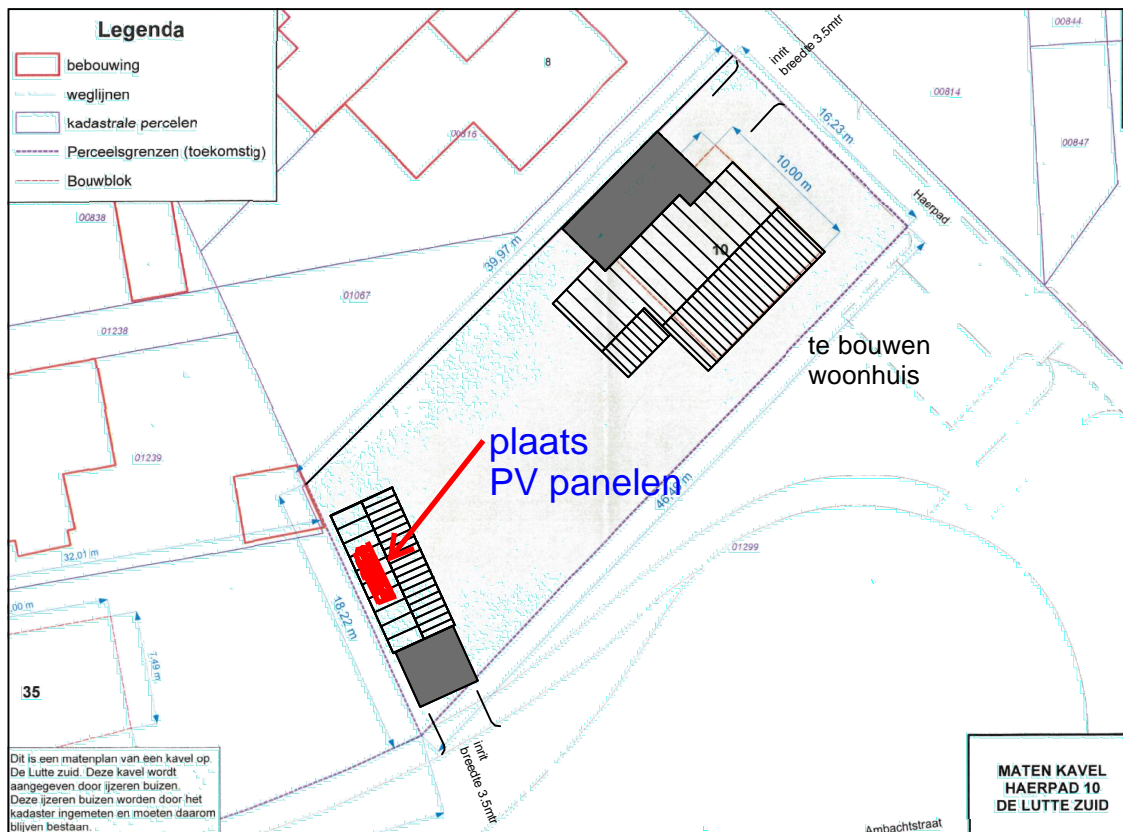 Legenda
bebouwing
weglijnen
kadastrale percelen
Perceelsgrenzen (toekomstig)
Bouwblok
8
00816
inrit
breedte 3.5mtr
00844
00814
00847
16,23 m
10,00 m
Haerpad
00838
39,97 m
10
01067
01238
te bouwen
woonhuis
plaats
PV panelen
01239
46,49 m
01299
32,01 m
,00 m
18,22 m
7,49 m
35
inrit
breedte 3.5mtr
Dit is een matenplan van een kavel op
De Lutte zuid. Deze kavel wordt
aangegeven door ijzeren buizen.
Deze ijzeren buizen worden door het
kadaster ingemeten en moeten daarom
blijven bestaan.
MATEN KAVEL
HAERPAD 10
DE LUTTE ZUID
Ambachtstraat